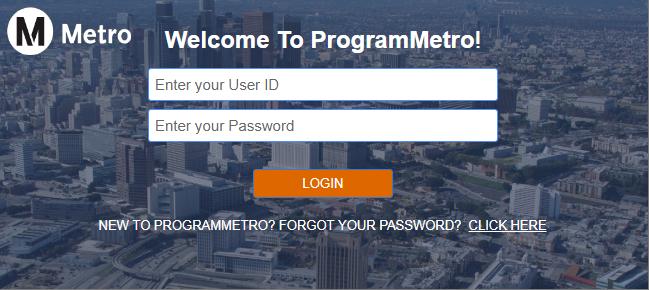 M Metro
Welcome To ProgramMetro!
Enter your User ID
Enter your Password
LOGIN
NEW TO PROGRAMMETRO? FORGOT YOUR PASSWORD? CLICK HERE